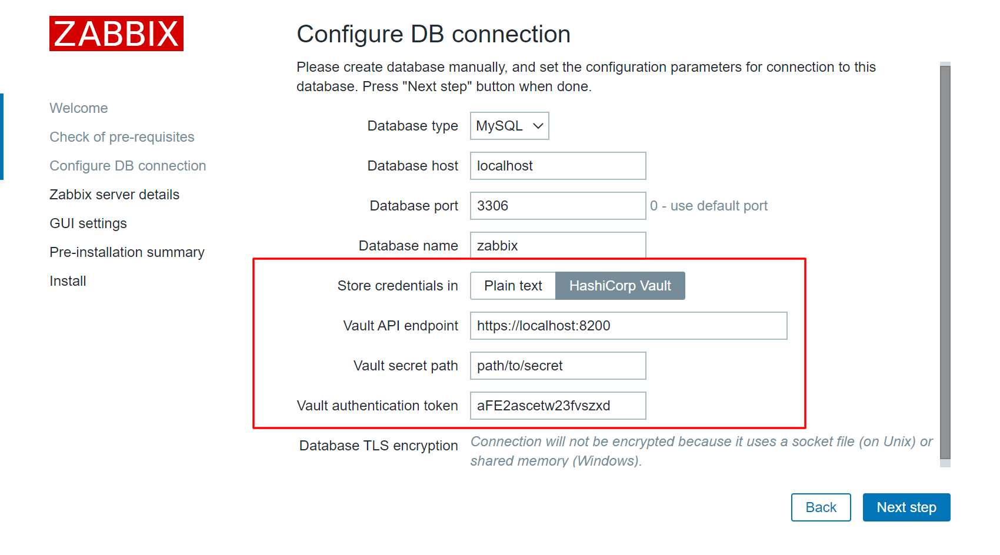 ZABBIX
Welcome
Check of pre-requisites
Configure DB connection
Zabbix server details
GUI settings
Pre-installation summary
Install
Configure DB connection
Please create database manually, and set the configuration parameters for connection to this
database. Press "Next step" button when done.
Database type MySQL
Database host localhost
Database port 3306 0 - use default port
Database name zabbix
Store credentials in Plain text HashiCorp Vault
Vault API endpoint https://localhost:8200
Vault secret path path/to/secret
Vault authentication token aFE2ascetw23fvszxd
Database TLS encryption Connection will not be encrypted because it uses a socket file (on Unix) or
shared memory (Windows).
Back Next step